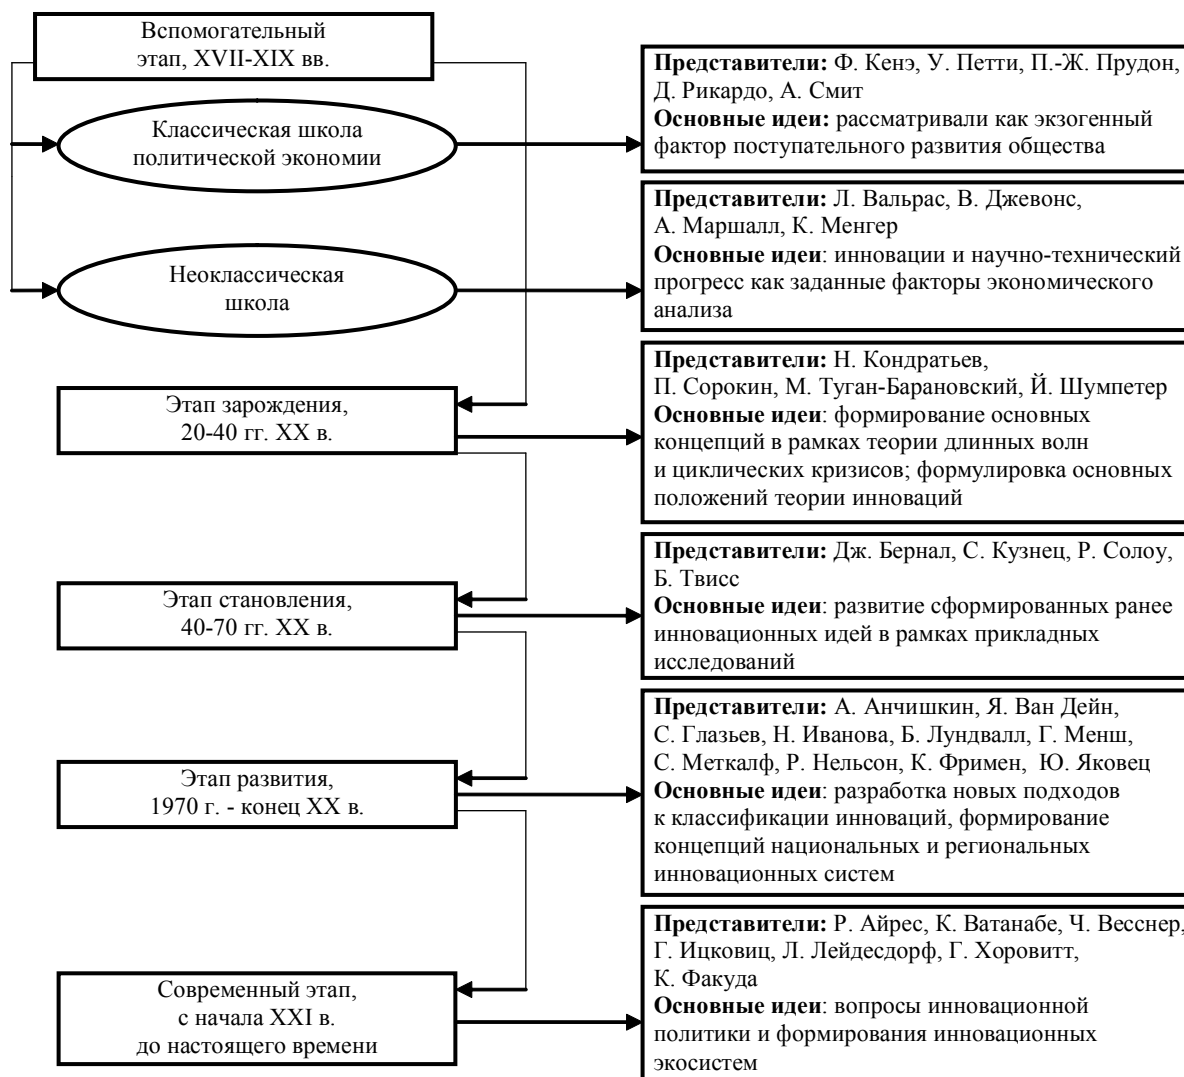 Вспомогательный
этап, XVII-XIX вв.
Классическая школа
политической экономии
Представители: Ф. Кенэ, У. Петти, П.-Ж. Прудон,
Д. Рикардо, А. Смит
Основные идеи: рассматривали как экзогенный
фактор поступательного развития общества
Неоклассическая
школа
Представители: Л. Вальрас, В. Джевонс,
А. Маршалл, К. Менгер
Основные идеи: инновации и научно-технический
прогресс как заданные факторы экономического
анализа
Этап зарождения,
20-40 гг. XX в.
Представители: Н. Кондратьев,
П. Сорокин, М. Туган-Барановский, Й. Шумпетер
Основные идеи: формирование основных
концепций в рамках теории длинных волн
и циклических кризисов; формулировка основных
положений теории инноваций
Этап становления,
40-70 гг. XX в.
Представители: Дж. Бернал, С. Кузнец, Р. Солоу,
Б. Твисс
Основные идеи: развитие сформированных ранее
инновационных идей в рамках прикладных
исследований
Этап развития,
1970 г. - конец XX в.
Представители: А. Анчишкин, Я. Ван Дейн,
С. Глазьев, Н. Иванова, Б. Лундвалл, Г. Менш,
С. Меткалф, Р. Нельсон, К. Фримен, Ю. Яковец
Основные идеи: разработка новых подходов
к классификации инноваций, формирование
концепций национальных и региональных
инновационных систем
Современный этап,
с начала XXI в.
до настоящего времени
Представители: Р. Айрес, К. Ватанабе, Ч. Весснер,
Г. Ицковиц, Л. Лейдесдорф, Г. Хоровитт,
К. Факуда
Основные идеи: вопросы инновационной
политики и формирования инновационных
экосистем